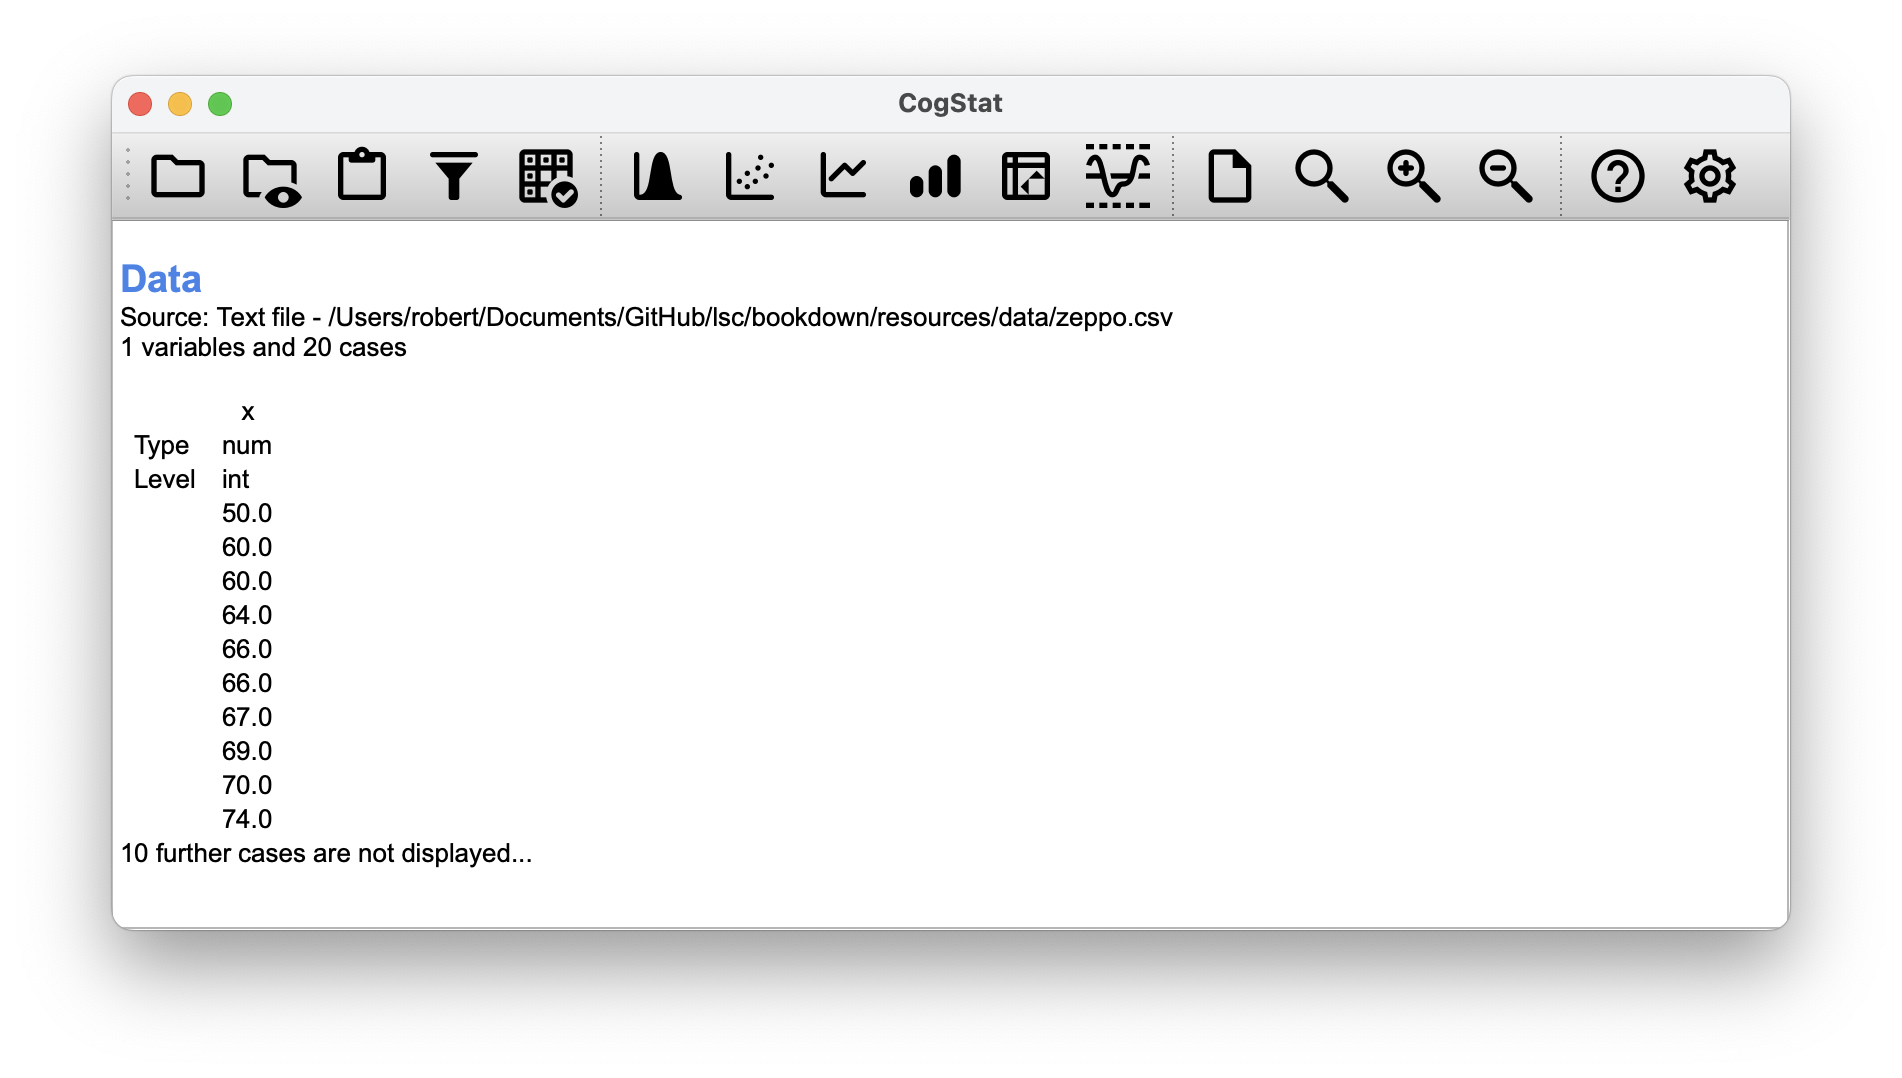 CogStat
Data
Source: Text file - /Users/robert/Documents/GitHub/lsc/bookdown/resources/data/zeppo.csv
1 variables and 20 cases
x
Type num
Level int
50.0
60.0
60.0
64.0
66.0
66.0
67.0
69.0
70.0
74.0
10 further cases are not displayed...